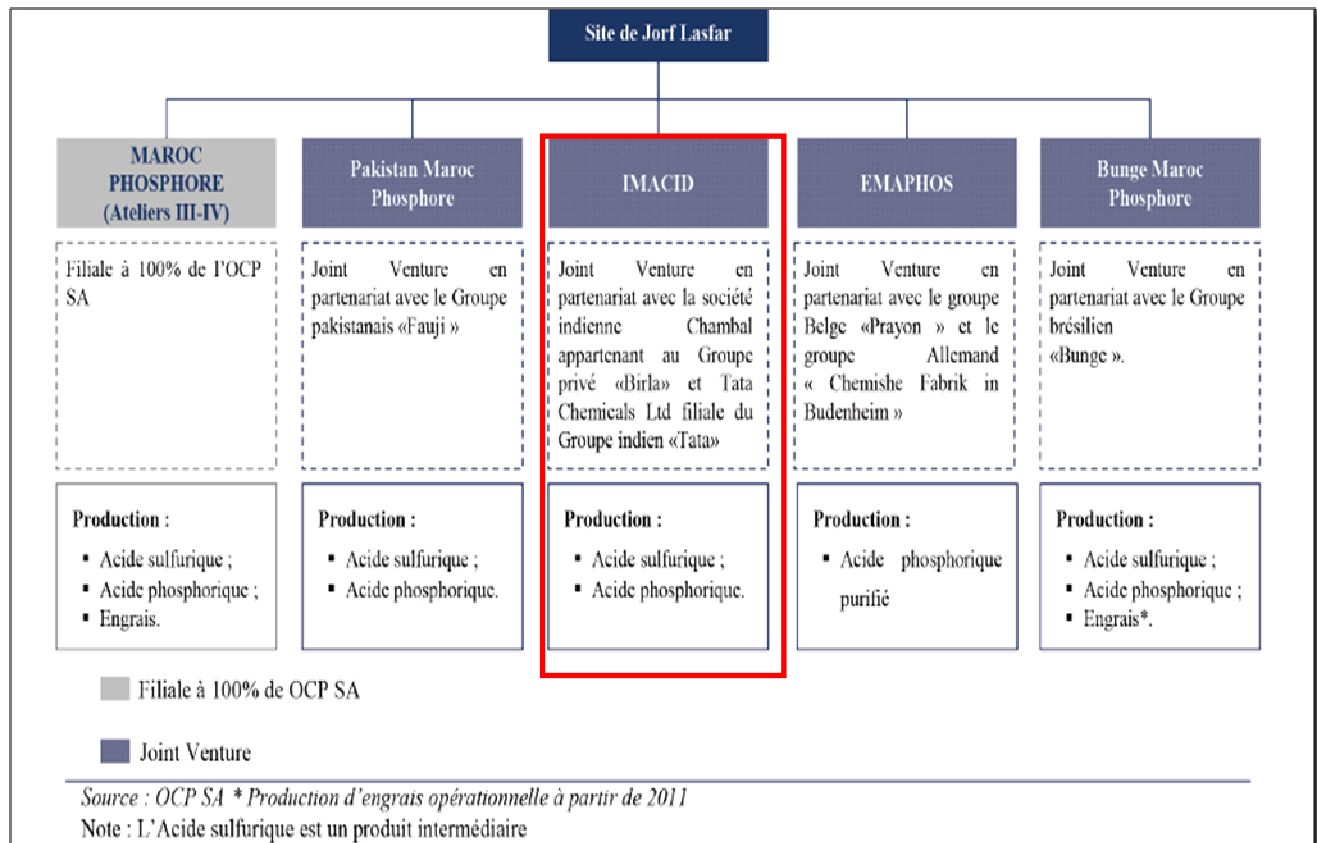 Site de Jorf Lasfar
MAROC
PHOSPHORE
(Ateliers III-IV)
Filiale à 100% de l'OCP
SA
Production :
▪ Acide sulfurique ;
▪ Acide phosphorique ;
▪ Engrais.
Pakistan Maroc
Phosphore
Joint Venture en
partenariat avec le Groupe
pakistanais «Fauji »
Production :
▪ Acide sulfurique ;
▪ Acide phosphorique.
IMACID
Joint Venture en
partenariat avec la société
indienne Chambal
appartenant au Groupe
privé «Birla» et Tata
Chemicals Ltd filiale du
Groupe indien «Tata»
Production :
▪ Acide sulfurique ;
▪ Acide phosphorique.
EMAPHOS
Joint Venture en
partenariat avec le groupe
Belge «Prayon » et le
groupe Allemand
« Chemishe Fabrik in
Budenheim »
Production :
▪ Acide phosphorique
purifié
Bunge Maroc
Phosphore
Joint Venture en
partenariat avec le Groupe
brésilien
«Bunge ».
Production :
▪ Acide sulfurique ;
▪ Acide phosphorique ;
▪ Engrais*.
Filiale à 100% de OCP SA
Joint Venture
Source : OCP SA * Production d'engrais opérationnelle à partir de 2011
Note : L'Acide sulfurique est un produit intermédiaire